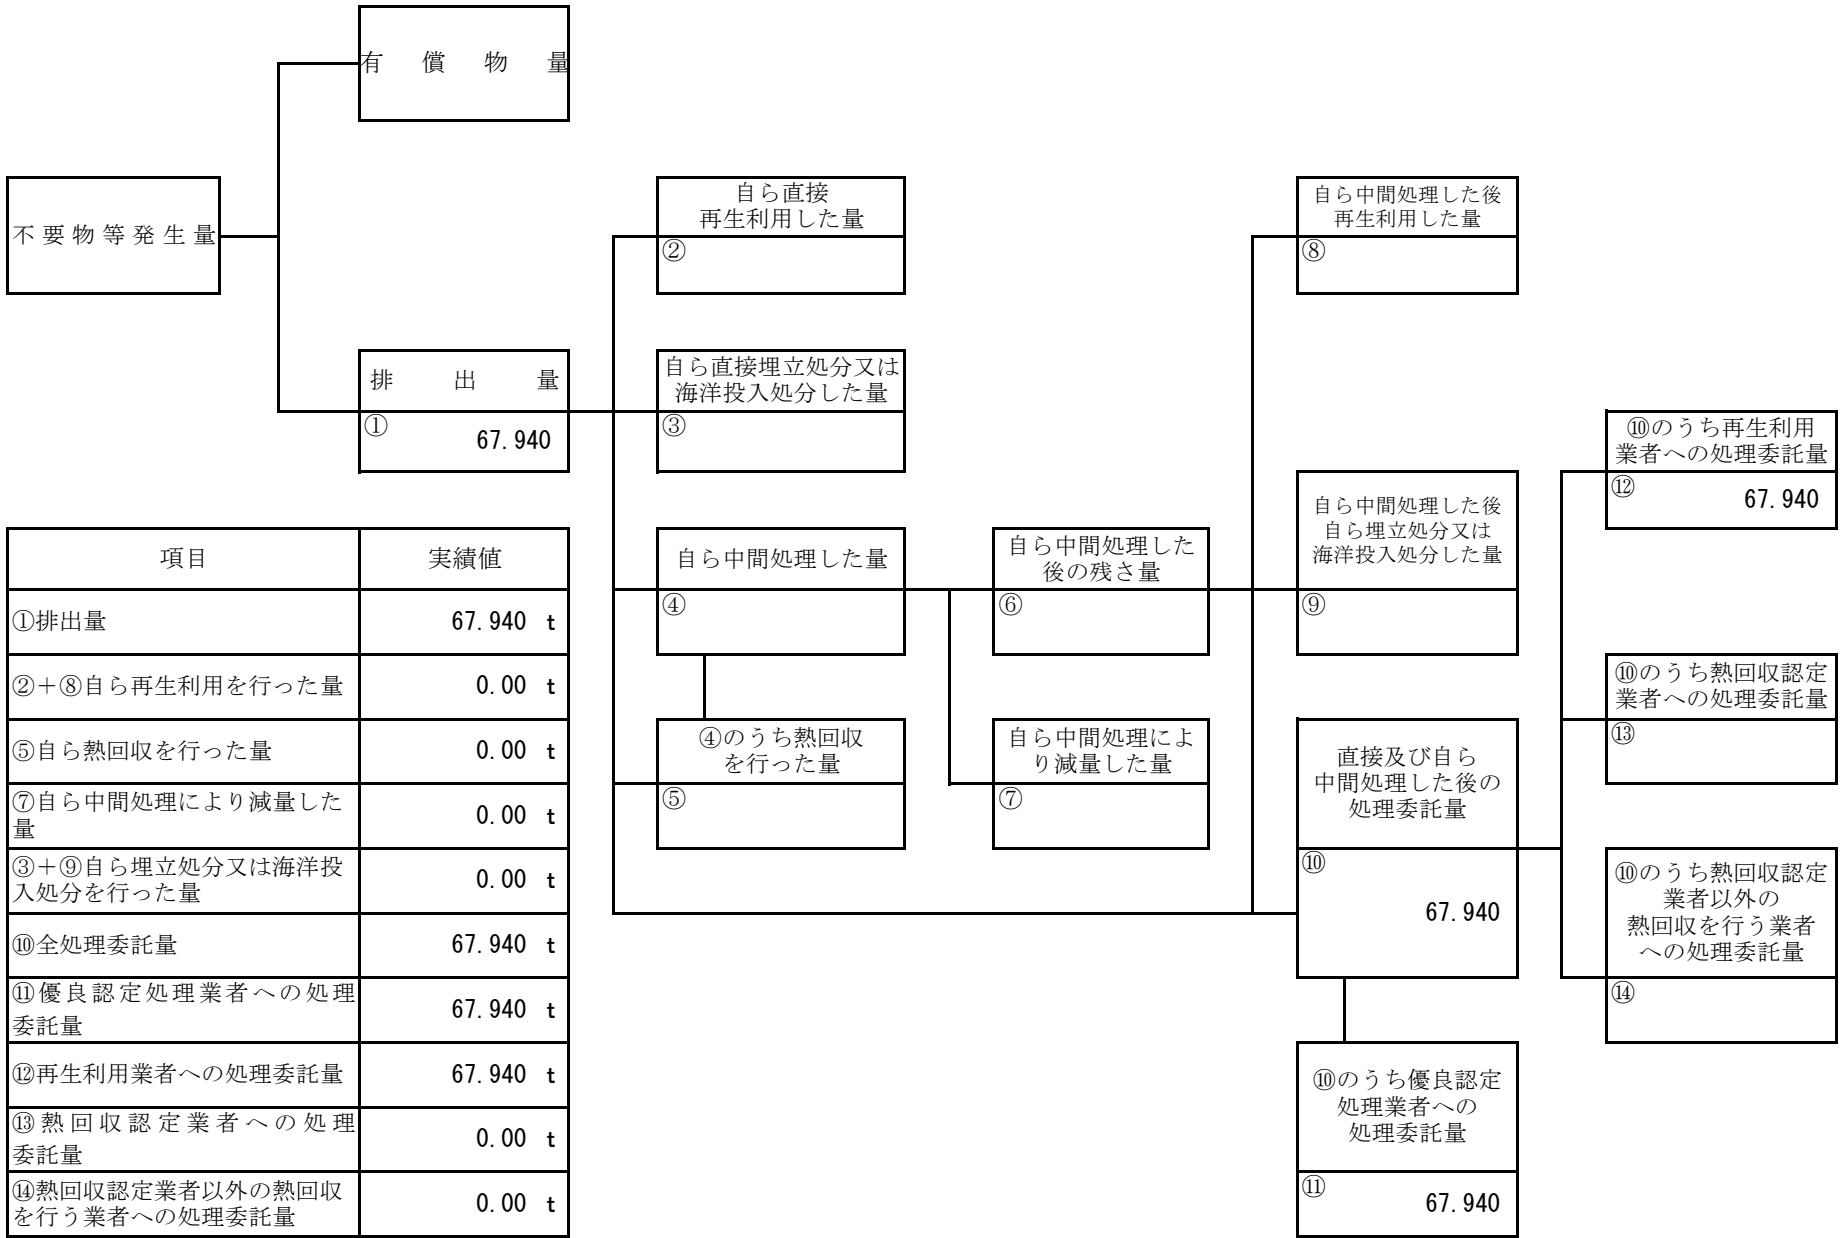 有償物量
不要物等発生量
自ら直接
再生利用した量
②
自ら中間処理した後
再生利用した量
⑧
排出量
①
67.940
自ら直接埋立処分又は
海洋投入処分した量
③
⑩のうち再生利用
業者への処理委託量
⑫
67.940
自ら中間処理した量
④
自ら中間処理した
後の残さ量
⑥
自ら中間処理した後
自ら埋立処分又は
海洋投入処分した量
⑨
④のうち熱回収
を行った量
⑤
自ら中間処理によ
り減量した量
⑦
直接及び自ら
中間処理した後の
処理委託量
⑩
67.940
⑩のうち熱回収認定
業者への処理委託量
⑬
⑩のうち熱回収認定
業者以外の
熱回収を行う業者
への処理委託量
⑭
⑩のうち優良認定
処理業者への
処理委託量
⑪
67.940
項目 実績値
①排出量 67.940 t
②＋⑧自ら再生利用を行った量 0.00 t
⑤自ら熱回収を行った量 0.00 t
⑦自ら中間処理により減量した
量 0.00 t
③＋⑨自ら埋立処分又は海洋投
入処分を行った量 0.00 t
⑩全処理委託量 67.940 t
⑪優良認定処理業者への処理
委託量 67.940 t
⑫再生利用業者への処理委託量 67.940 t
⑬熱回収認定業者への処理
委託量 0.00 t
⑭熱回収認定業者以外の熱回収
を行う業者への処理委託量 0.00 t